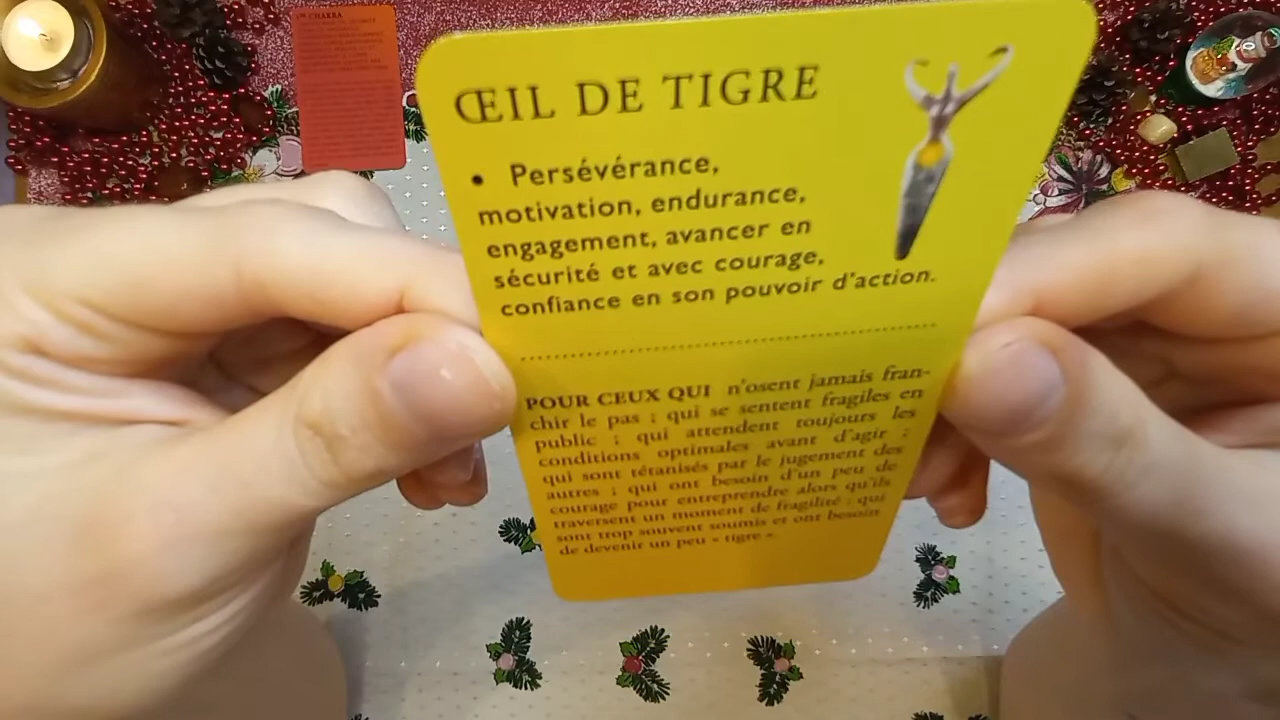 1er CHAKRA
ŒIL DE TIGRE
• Persévérance,
motivation, endurance,
engagement, avancer en
sécurité et avec courage,
confiance en son pouvoir d'action.
POUR CEUX QUI n'osent jamais fran-
chir le pas ; qui se sentent fragiles en
public ; qui attendent toujours les
conditions optimales avant d'agir ;
qui sont tétanisés par le jugement des
autres ; qui ont besoin d'un peu de
courage pour entreprendre alors qu'ils
traversent un moment de fragilité ; qui
sont trop souvent soumis et ont besoin
de devenir un peu « tigre ».